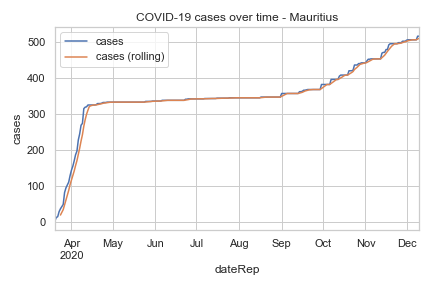 COVID-19 cases over time - Mauritius
cases
cases (rolling)
500
400
300
200
100
0
cases
Apr May Jun Jul Aug Sep Oct Nov Dec
2020
dateRep